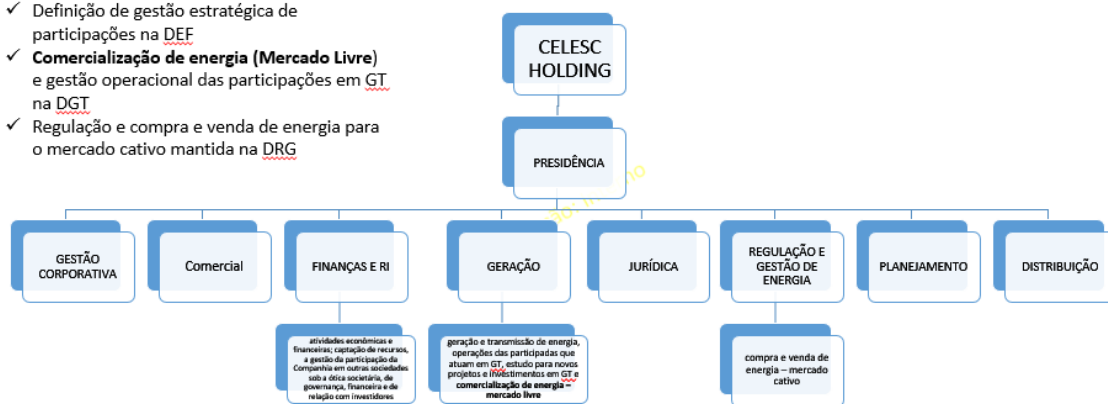 ✓ Definição de gestão estratégica de
participações na DEF
✓ Comercialização de energia (Mercado Livre)
e gestão operacional das participações em GT
na DGT
✓ Regulação e compra e venda de energia para
o mercado cativo mantida na DRG
CELESC
HOLDING
PRESIDÊNCIA
GESTÃO
CORPORATIVA
Comercial
FINANÇAS E RI
GERAÇÃO
JURÍDICA
REGULAÇÃO E
GESTÃO DE
ENERGIA
PLANEJAMENTO
DISTRIBUIÇÃO
atividades econômicas e
financeiras; captação de recursos,
a gestão da participação da
Companhia em outras sociedades
sob a ótica societária, de
governança, financeira e de
relação com investidores
geração e transmissão de energia,
operações das participadas que
atuam em GT, estudo para novos
projetos e investimentos em GT e
comercialização de energia –
mercado livre
compra e venda de
energia – mercado
cativo